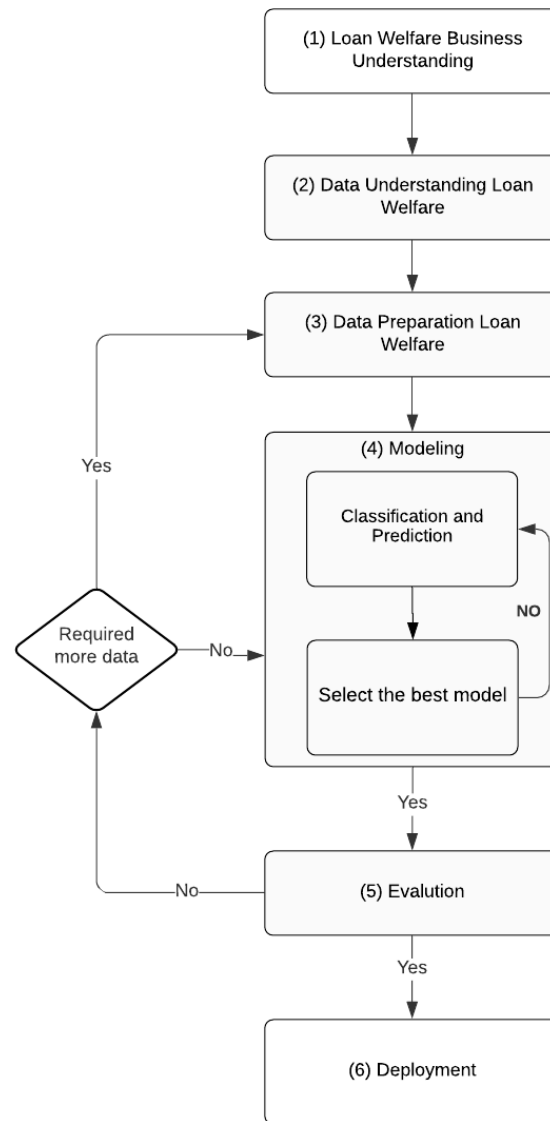 (1) Loan Welfare Business
Understanding
(2) Data Understanding Loan
Welfare
(3) Data Preparation Loan
Welfare
Yes
(4) Modeling
Classification and
Prediction
NO
Required
more data
No
Select the best model
Yes
No
(5) Evalution
Yes
(6) Deployment